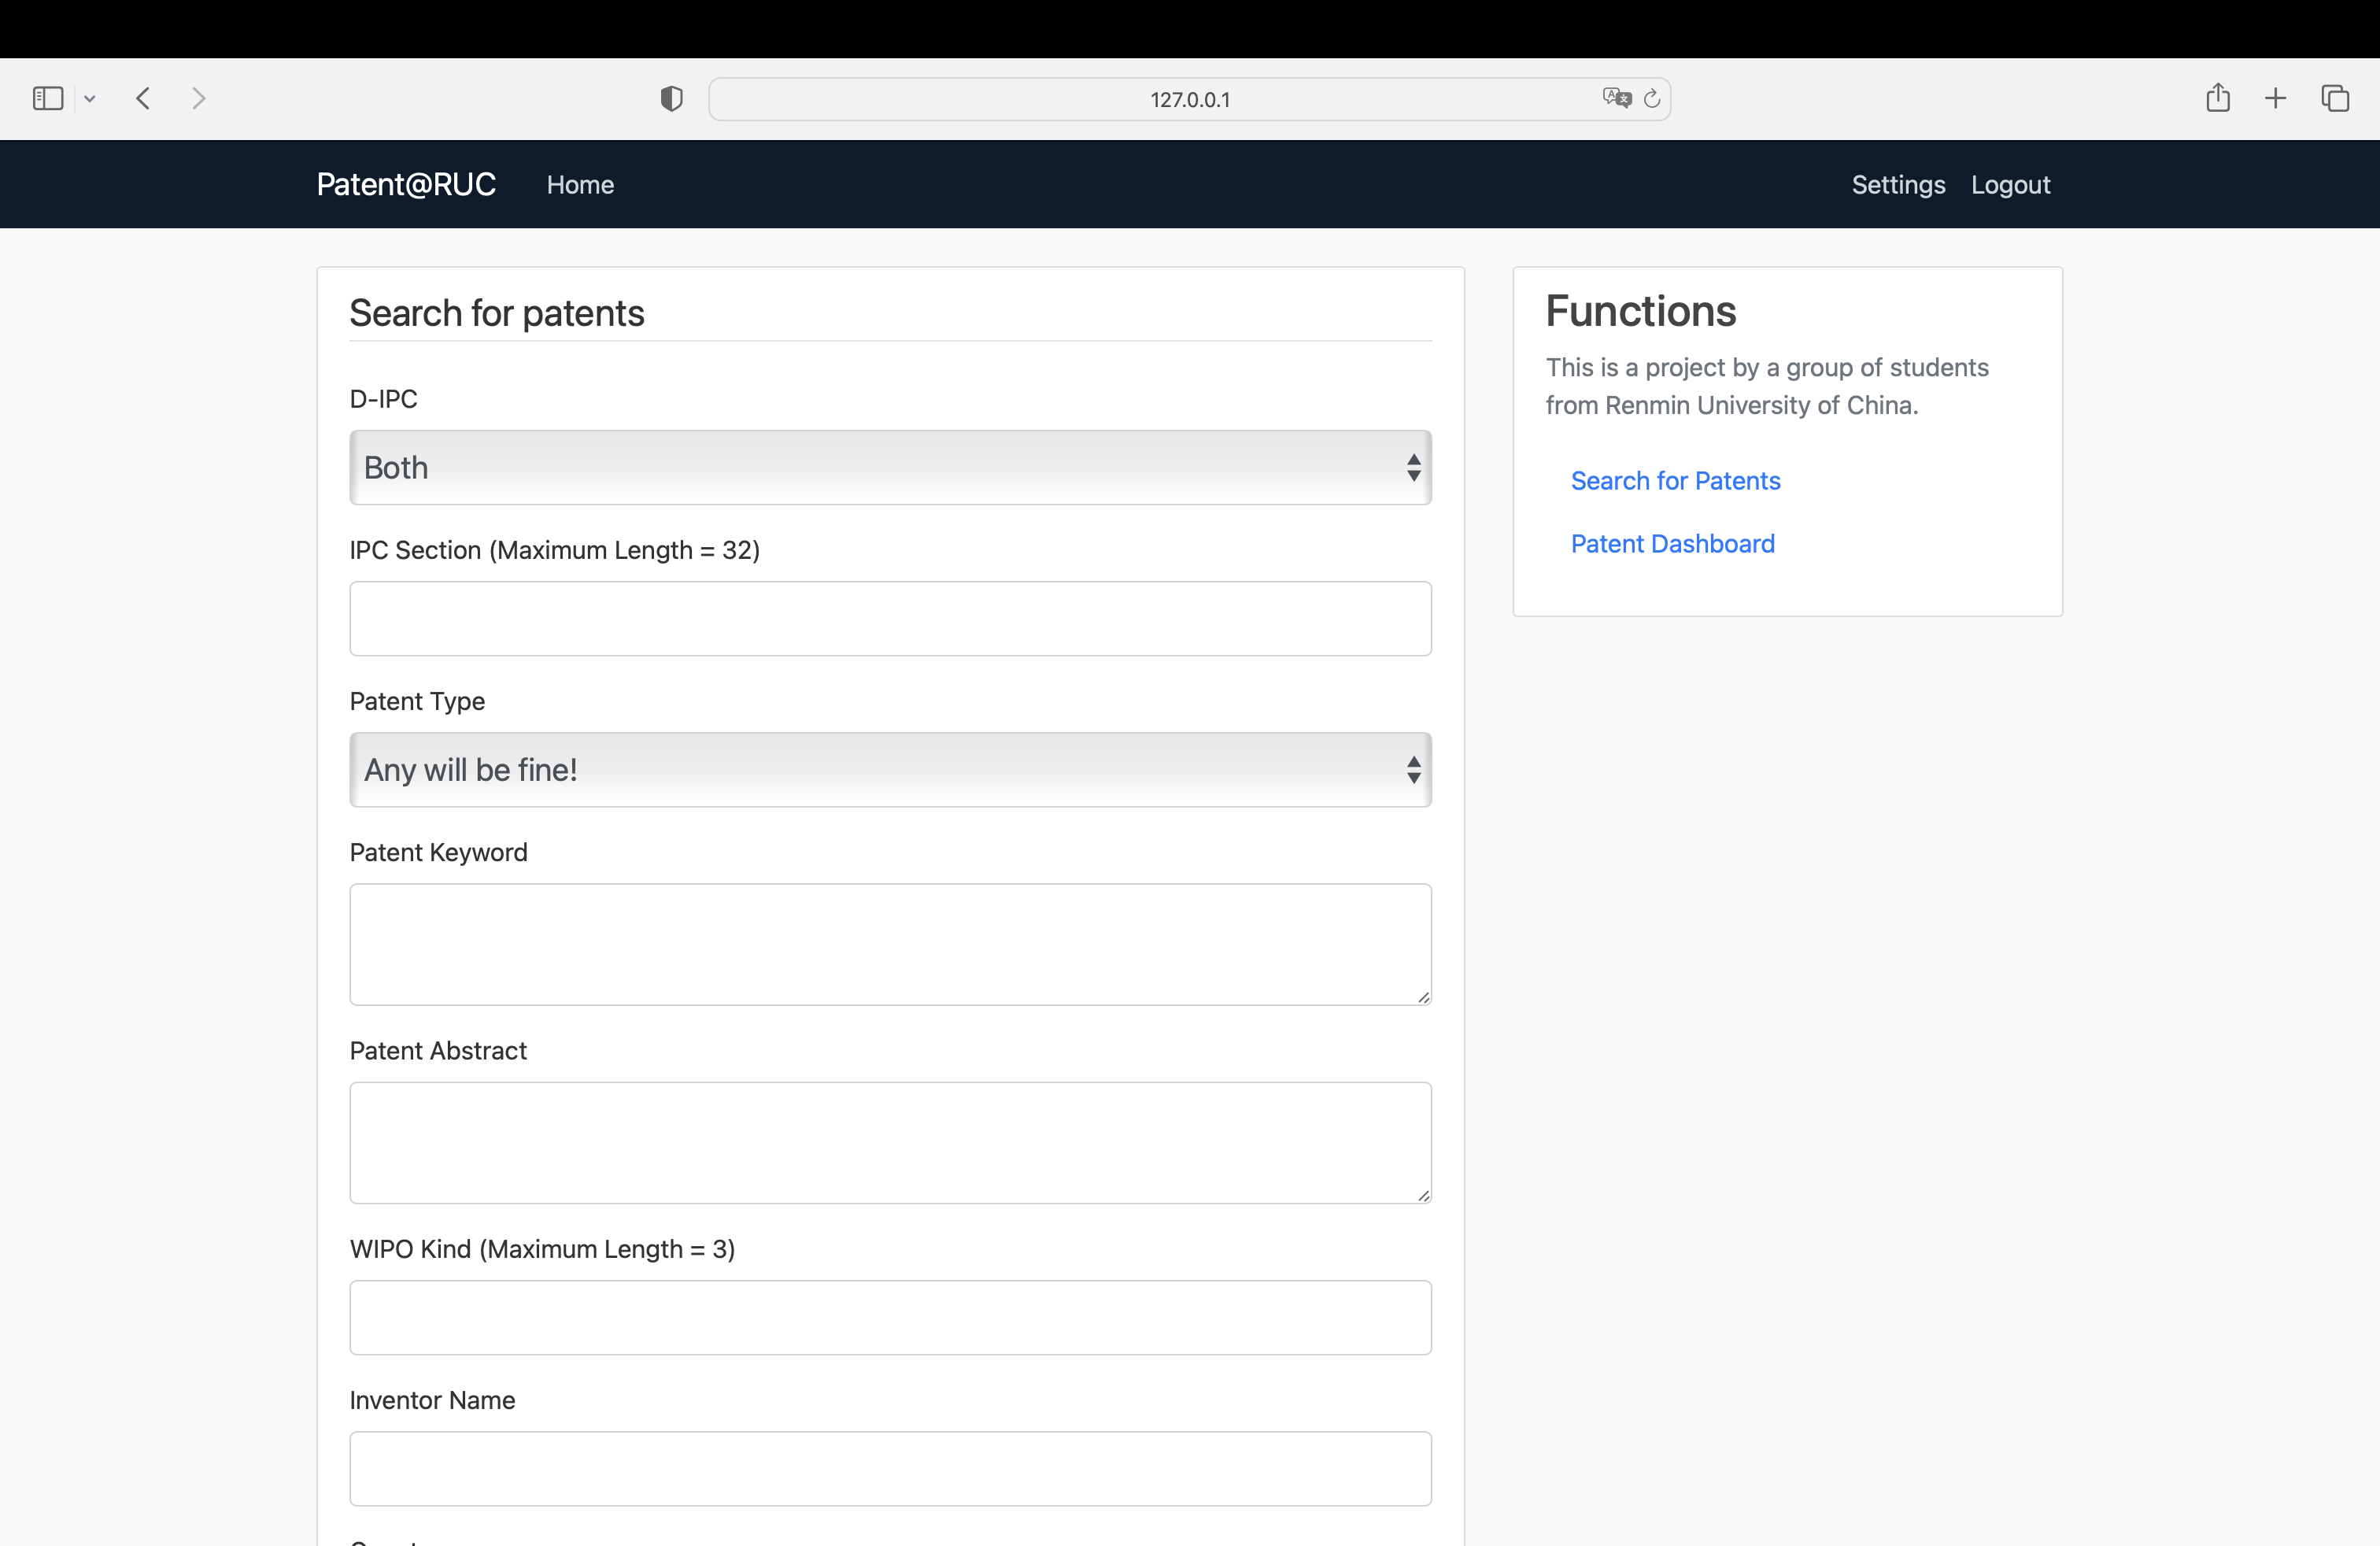 127.0.0.1
Patent@RUC Home Settings Logout
Search for patents
D-IPC
Both
IPC Section (Maximum Length = 32)
Patent Type
Any will be fine!
Patent Keyword
Patent Abstract
WIPO Kind (Maximum Length = 3)
Inventor Name
Functions
This is a project by a group of students
from Renmin University of China.
Search for Patents
Patent Dashboard